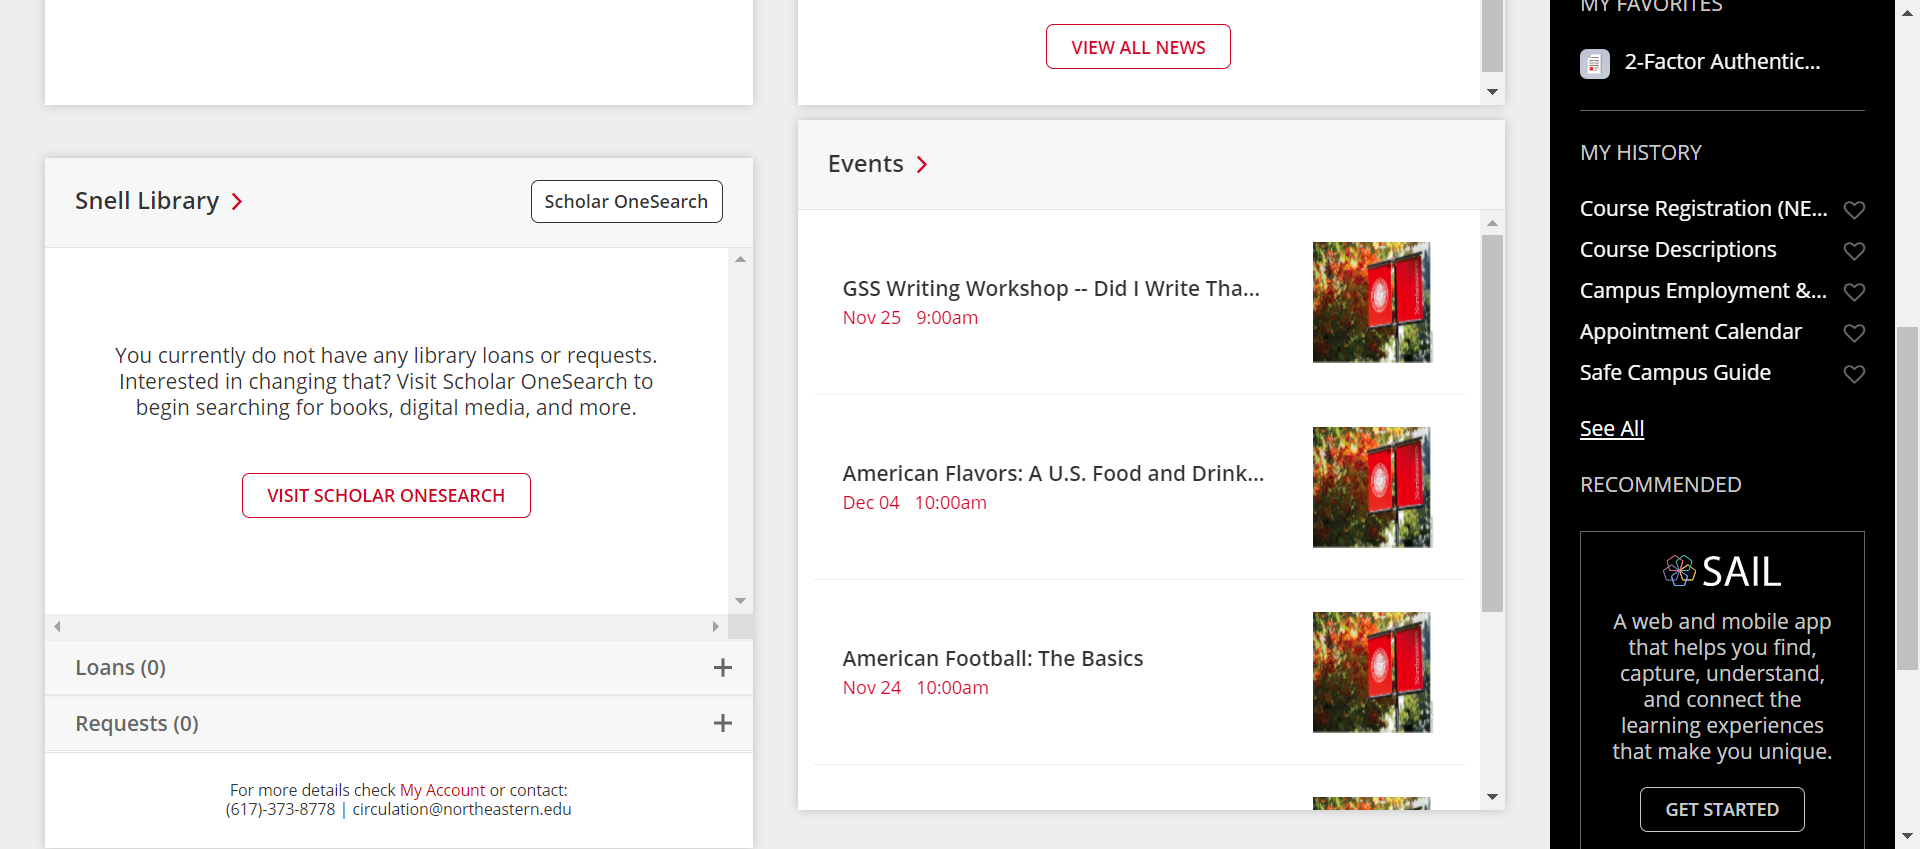 VIEW ALL NEWS
Snell Library
Scholar OneSearch
You currently do not have any library loans or requests.
Interested in changing that? Visit Scholar OneSearch to
begin searching for books, digital media, and more.
VISIT SCHOLAR ONESEARCH
Loans (0)
Requests (0)
For more details check My Account or contact:
(617)-373-8778 | circulation@northeastern.edu
Events
GSS Writing Workshop -- Did I Write Tha...
Nov 25 9:00am
American Flavors: A U.S. Food and Drink...
Dec 04 10:00am
American Football: The Basics
Nov 24 10:00am
MY FAVORITES
2-Factor Authentic...
MY HISTORY
Course Registration (NE...
Course Descriptions
Campus Employment &...
Appointment Calendar
Safe Campus Guide
See All
RECOMMENDED
SAIL
A web and mobile app
that helps you find,
capture, understand,
and connect the
learning experiences
that make you unique.
GET STARTED